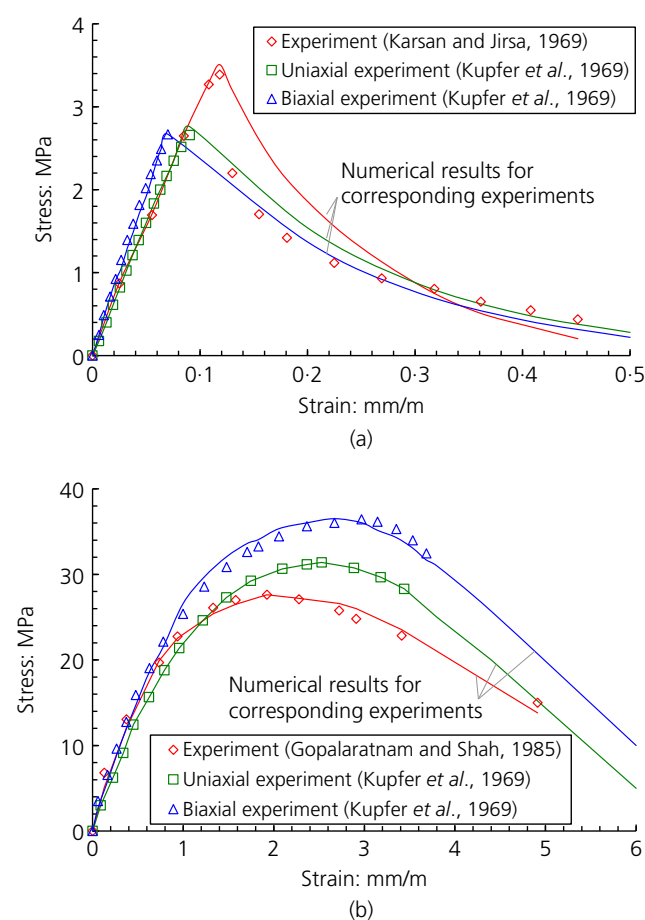 4
3
2
1
0
Stress: MPa
Experiment (Karsan and Jirsa, 1969)
Uniaxial experiment (Kupfer et al., 1969)
Biaxial experiment (Kupfer et al., 1969)
Numerical results for
corresponding experiments
0 0·1 0·2 0·3 0·4 0·5
Strain: mm/m
(a)
40
30
20
10
0
Stress: MPa
Numerical results for
corresponding experiments
Experiment (Gopalaratnam and Shah, 1985)
Uniaxial experiment (Kupfer et al., 1969)
Biaxial experiment (Kupfer et al., 1969)
0 1 2 3 4 5 6
Strain: mm/m
(b)